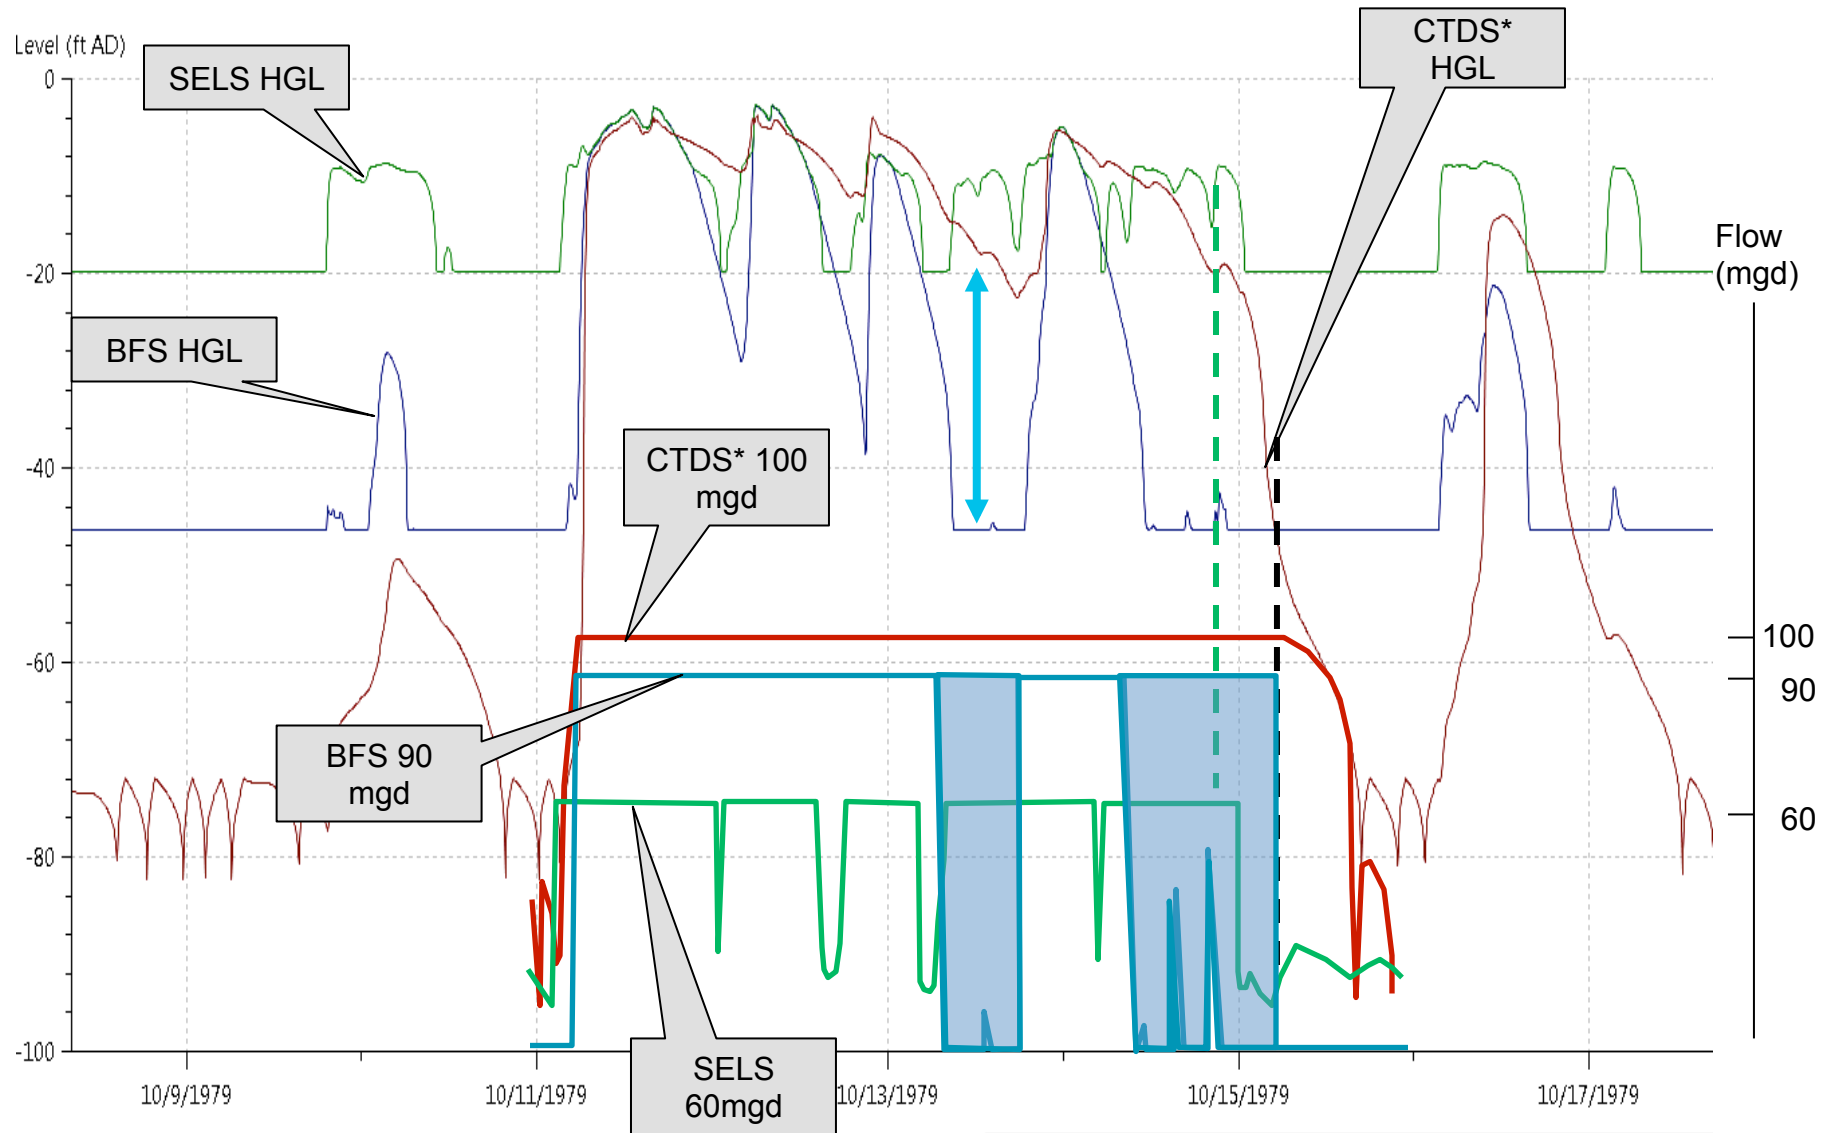 Level (ft AD)
SELS HGL
CTDS*
HGL
0
-20
-40
-60
-80
-100
BFS HGL
CTDS* 100
mgd
BFS 90
mgd
SELS
60mgd
Flow
(mgd)
100
90
60
10/9/1979
10/11/1979
10/13/1979
10/15/1979
10/17/1979